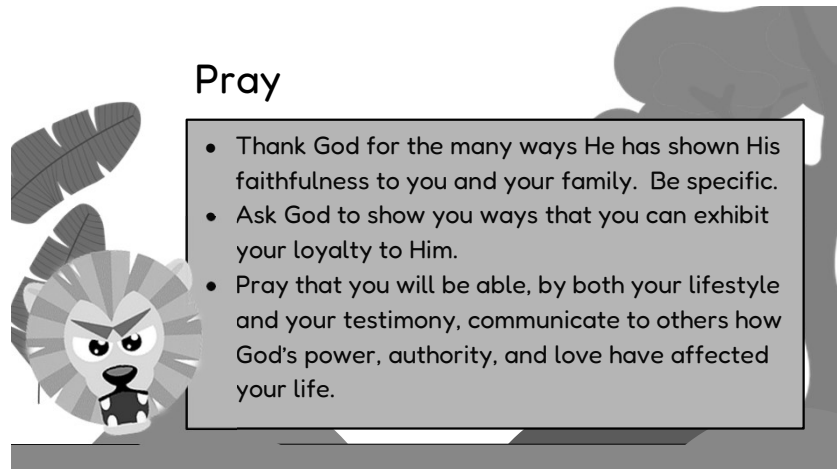 Pray
• Thank God for the many ways He has shown His
faithfulness to you and your family.  Be specific.
• Ask God to show you ways that you can exhibit
your loyalty to Him.
• Pray that you will be able, by both your lifestyle
and your testimony, communicate to others how
God's power, authority, and love have affected
your life.